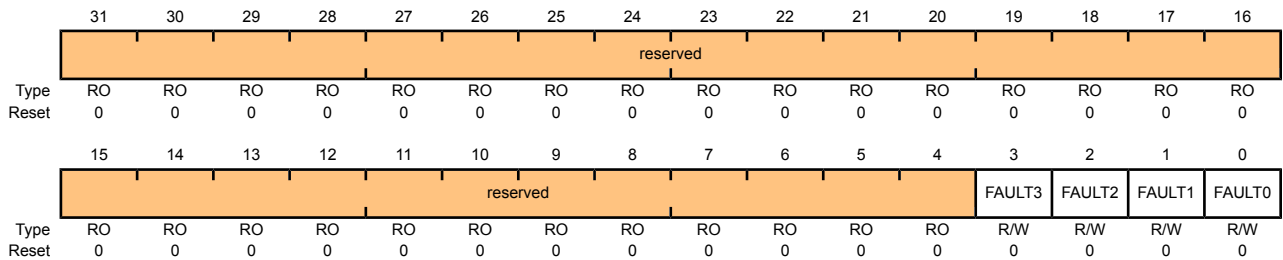 31 30 29 28 27 26 25 24 23 22 21 20 19 18 17 16
reserved
Type RO RO RO RO RO RO RO RO RO RO RO RO RO RO RO RO
Reset 0 0 0 0 0 0 0 0 0 0 0 0 0 0 0 0
15 14 13 12 11 10 9 8 7 6 5 4 3 2 1 0
reserved FAULT3 FAULT2 FAULT1 FAULT0
Type RO RO RO RO RO RO RO RO RO RO RO RO R/W R/W R/W R/W
Reset 0 0 0 0 0 0 0 0 0 0 0 0 0 0 0 0